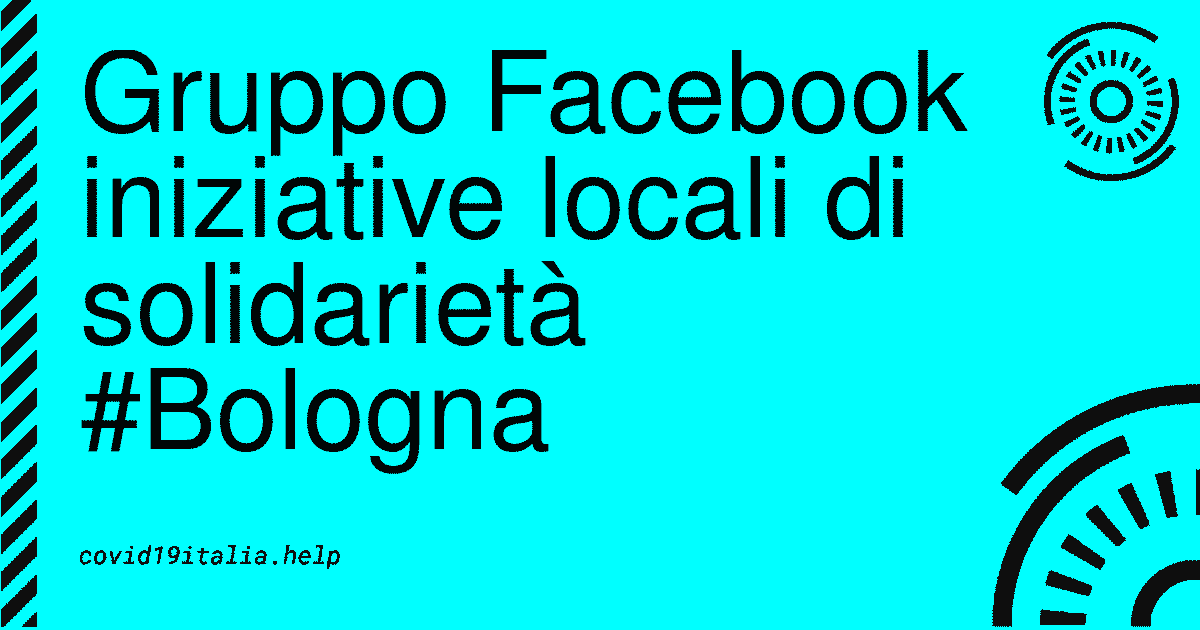 Gruppo Facebook
iniziative locali di
solidarietà
#Bologna
covid19italia.help